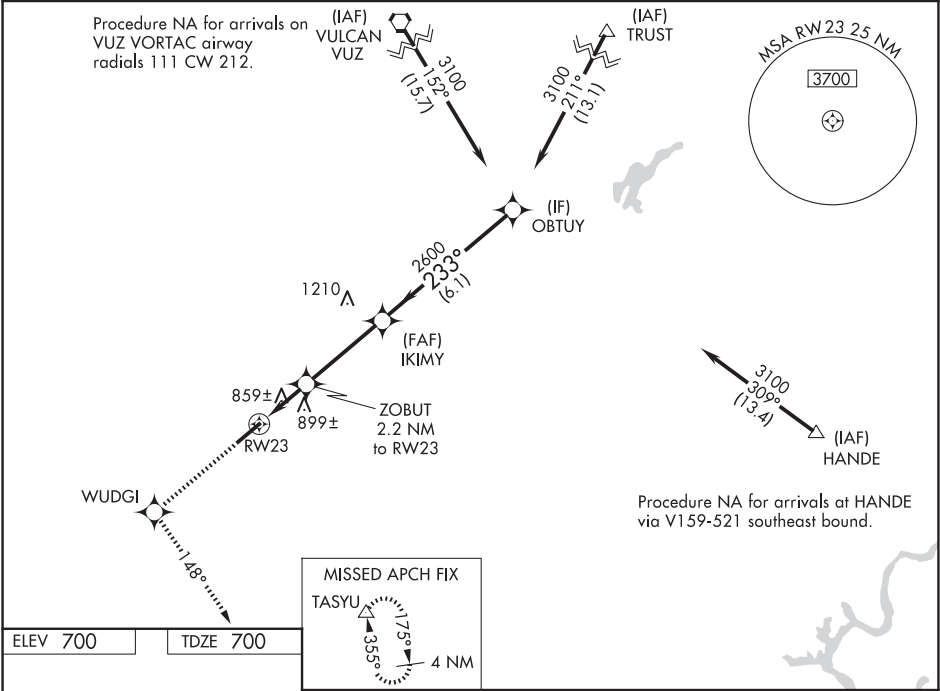 Procedure NA for arrivals on
VUZ VORTAC airway
radials 111 CW 212.
(IAF)
VULCAN
VUZ
3100
152°
(15.7)
(IAF)
TRUST
3100
211°
(13.1)
MSA RW23 25 NM
3700
(IF)
OBTUY
2600
233°
(6.1)
1210
(FAF)
IKIMY
859±
899±
ZOBUT
2.2 NM
to RW23
RW23
3100
309°
(13.4)
(IAF)
HANDE
Procedure NA for arrivals at HANDE
via V159-521 southeast bound.
WUDGI
148°
MISSED APCH FIX
TASYU
175°
355°
4 NM
ELEV 700
TDZE 700